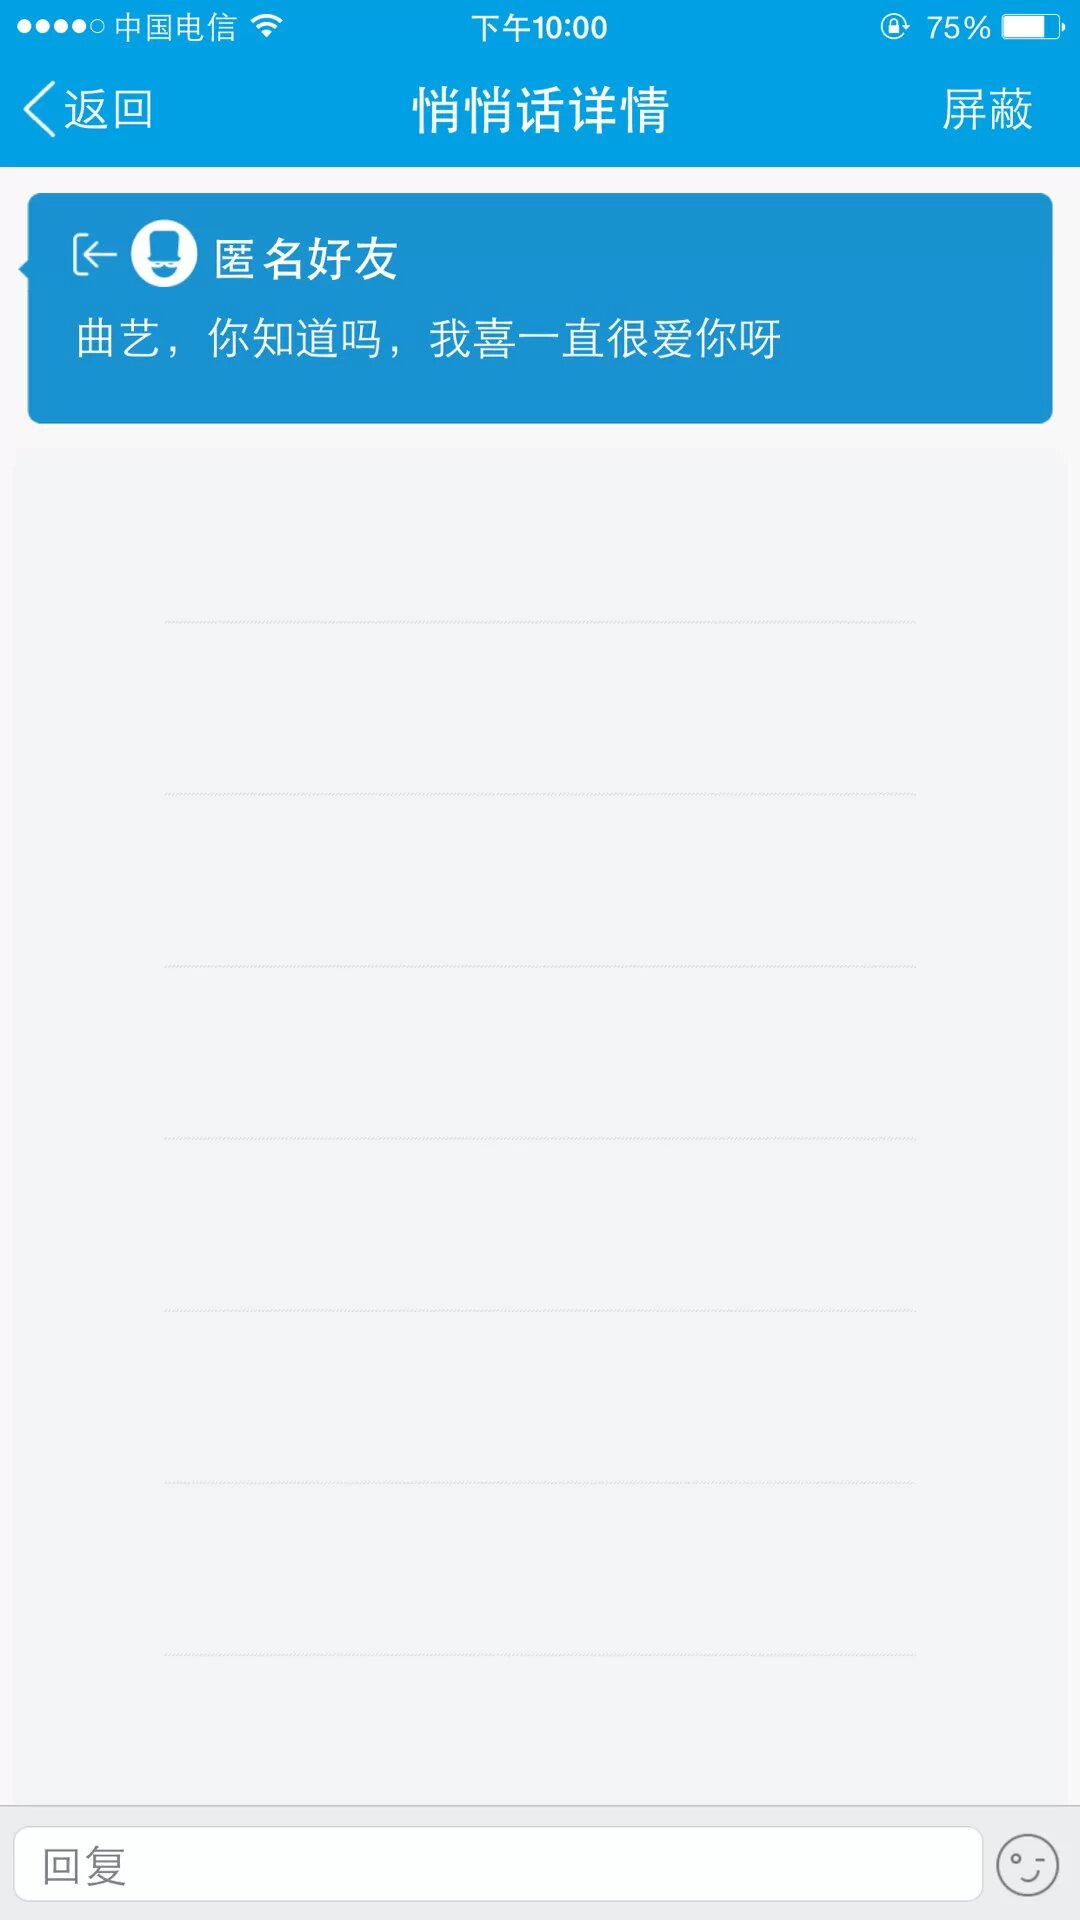 中国电信 下午10:00 75%
返回 悄悄话详情 屏蔽
匿名好友
曲艺，你知道吗，我喜一直很爱你呀
回复